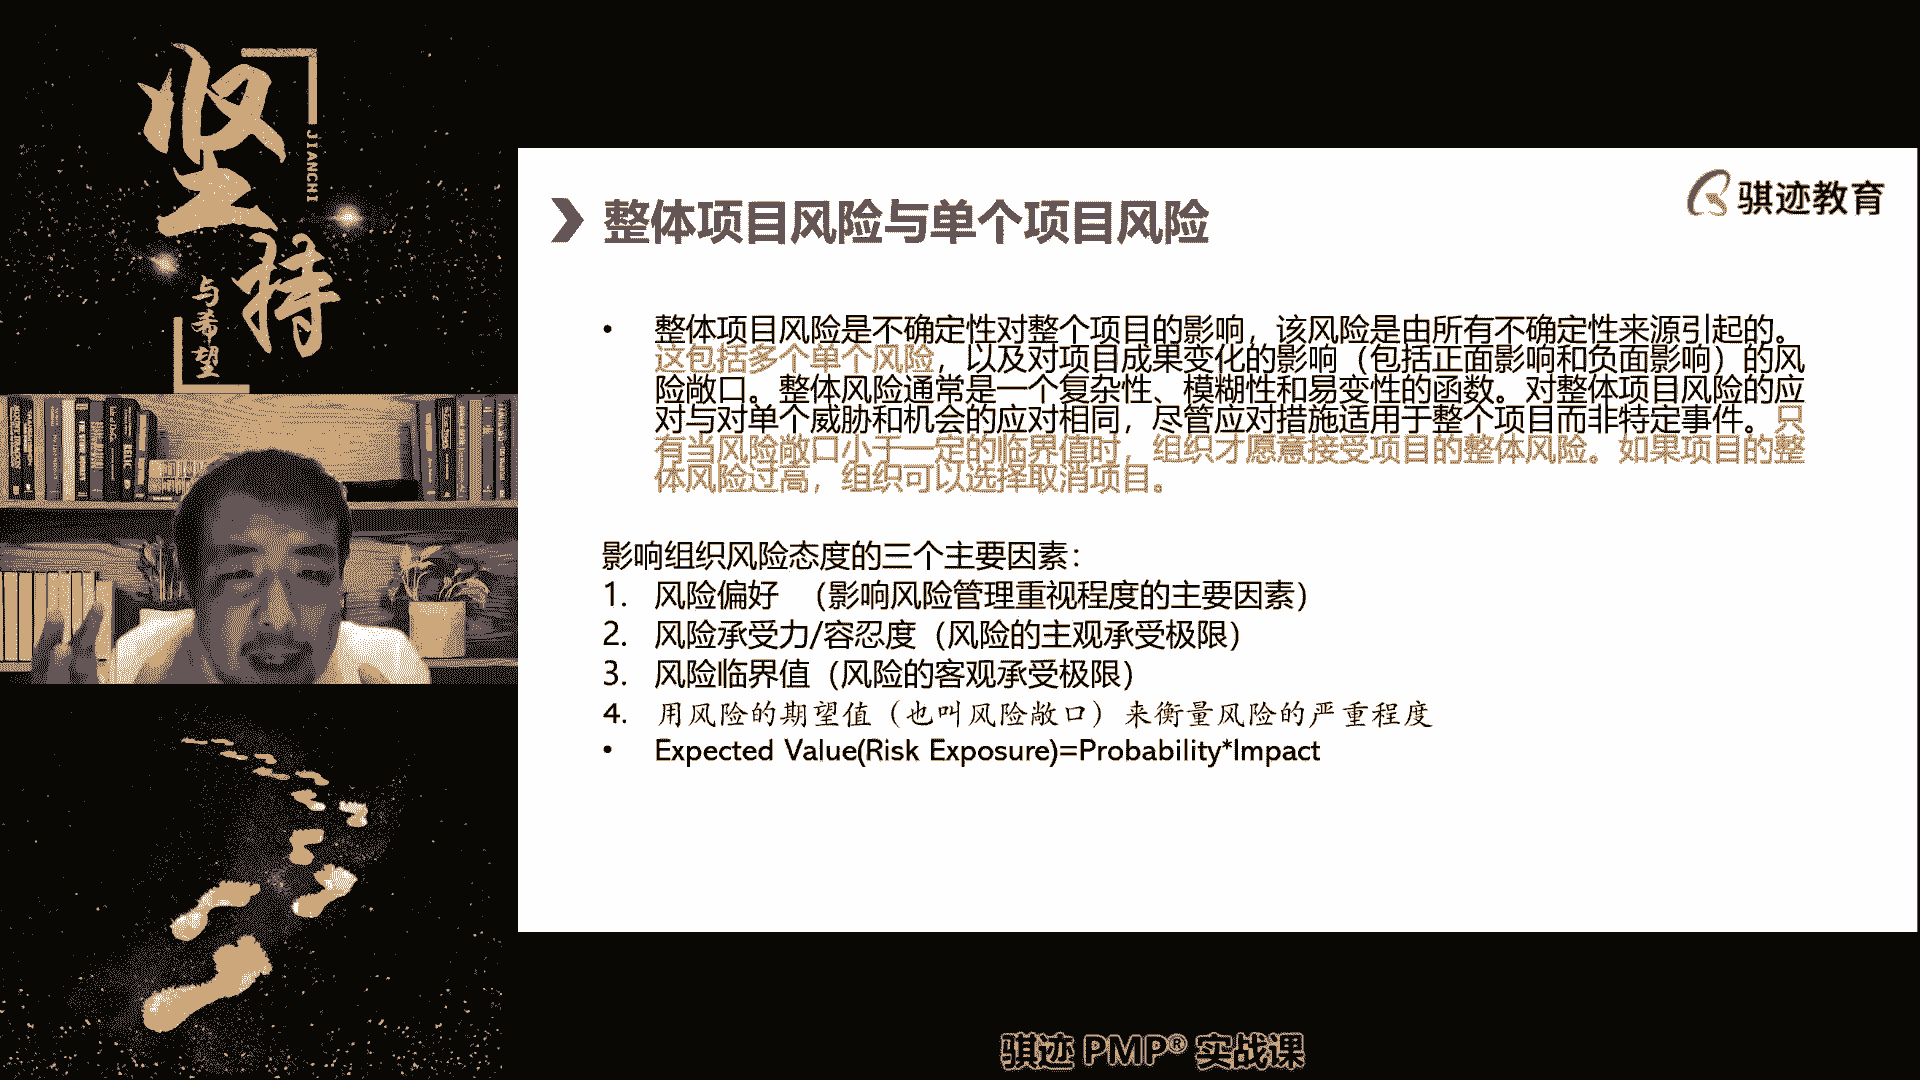 坚持
JIANCHI
与希望
骐迹教育
整体项目风险与单个项目风险
• 整体项目风险是不确定性对整个项目的影响，该风险是由所有不确定性来源引起的。
这包括多个单个风险，以及对项目成果变化的影响（包括正面影响和负面影响）的风
险敞口。整体风险通常是一个复杂性、模糊性和易变性的函数。对整体项目风险的应
对与对单个威胁和机会的应对相同，尽管应对措施适用于整个项目而非特定事件。只
有当风险敞口小于一定的临界值时，组织才愿意接受项目的整体风险。如果项目的整
体风险过高，组织可以选择取消项目。
影响组织风险态度的三个主要因素：
1. 风险偏好 （影响风险管理重视程度的主要因素）
2. 风险承受力/容忍度（风险的主观承受极限）
3. 风险临界值（风险的客观承受极限）
4. 用风险的期望值（也叫风险敞口）来衡量风险的严重程度
• Expected Value(Risk Exposure)=Probability*Impact
骐迹 PMP® 实战课